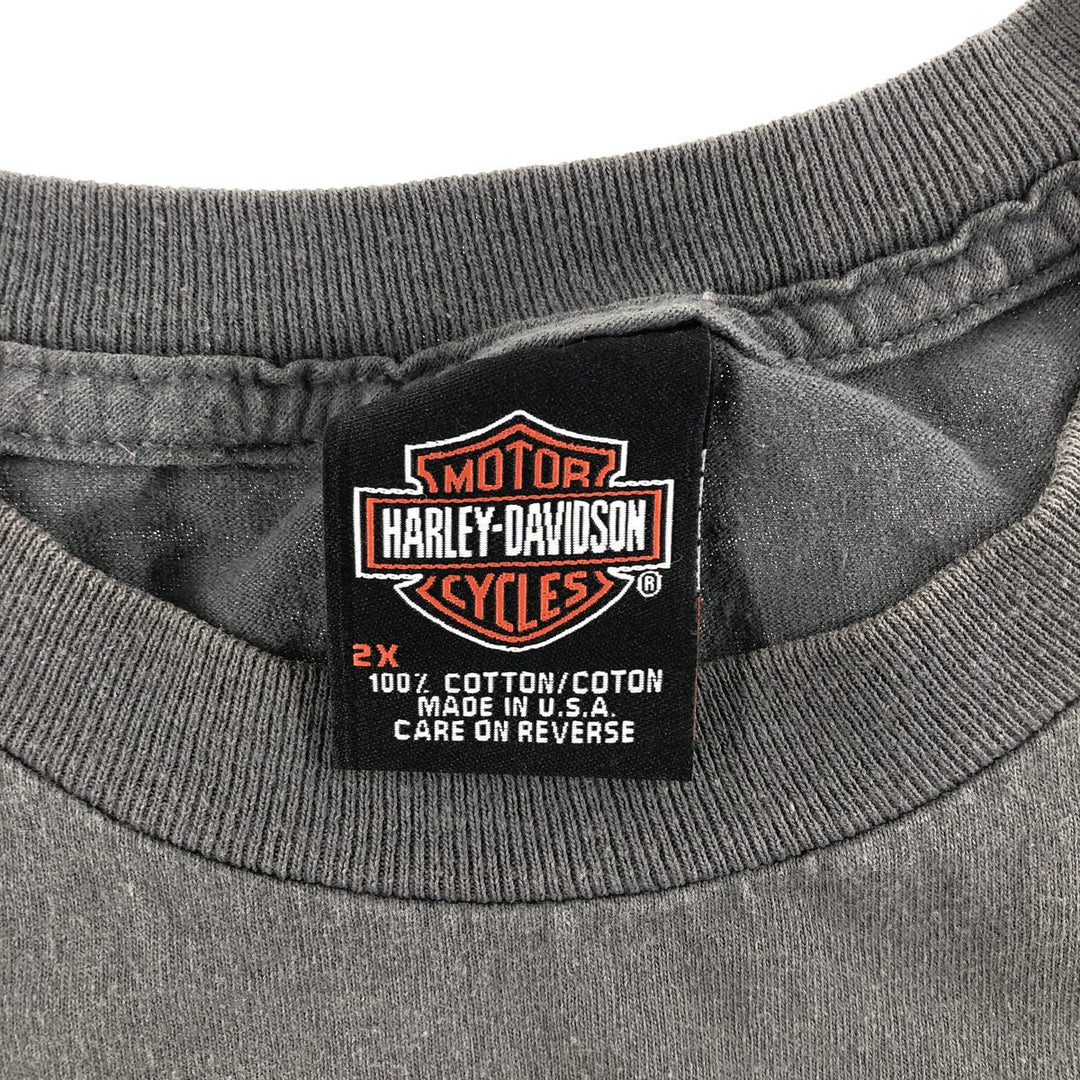 MOTOR
HARLEY-DAVIDSON
CYCLES
®
2X
100% COTTON/COTON
MADE IN U.S.A.
CARE ON REVERSE